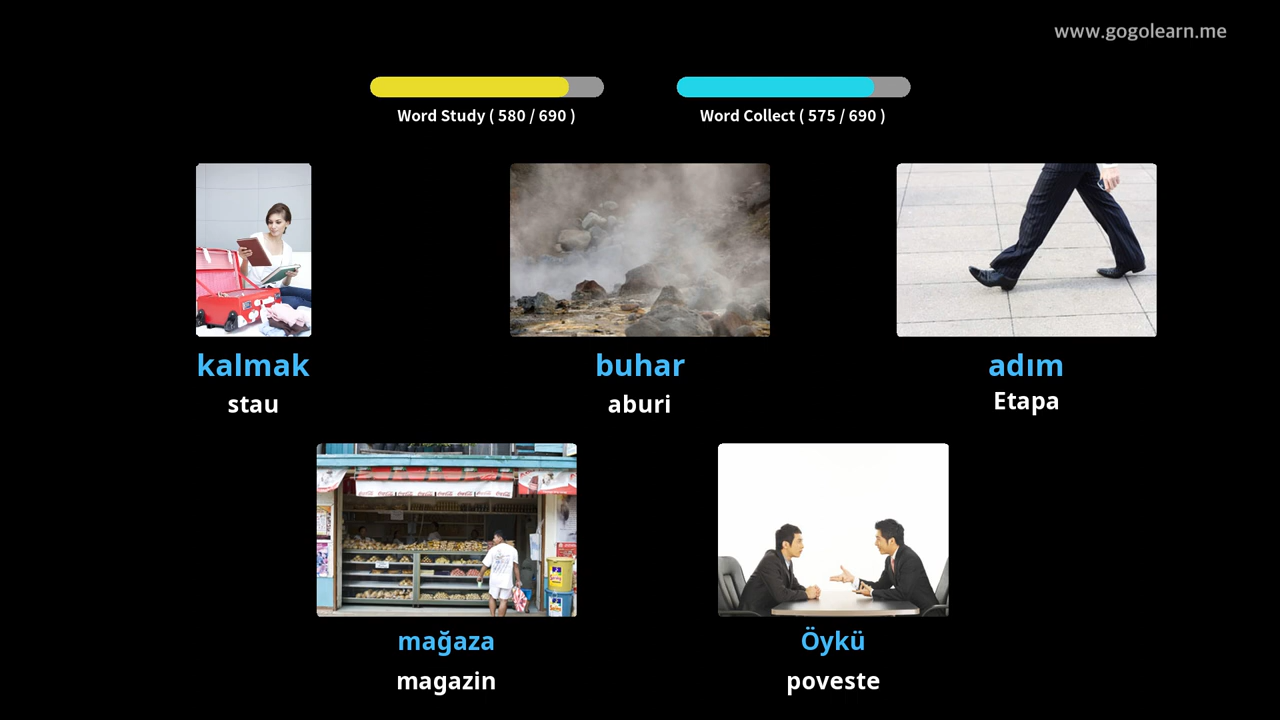 www.gogolearn.me
Word Study ( 580 / 690 )
Word Collect ( 575 / 690 )
kalmak
stau
buhar
aburi
adım
Etapa
mağaza
magazin
Öykü
poveste